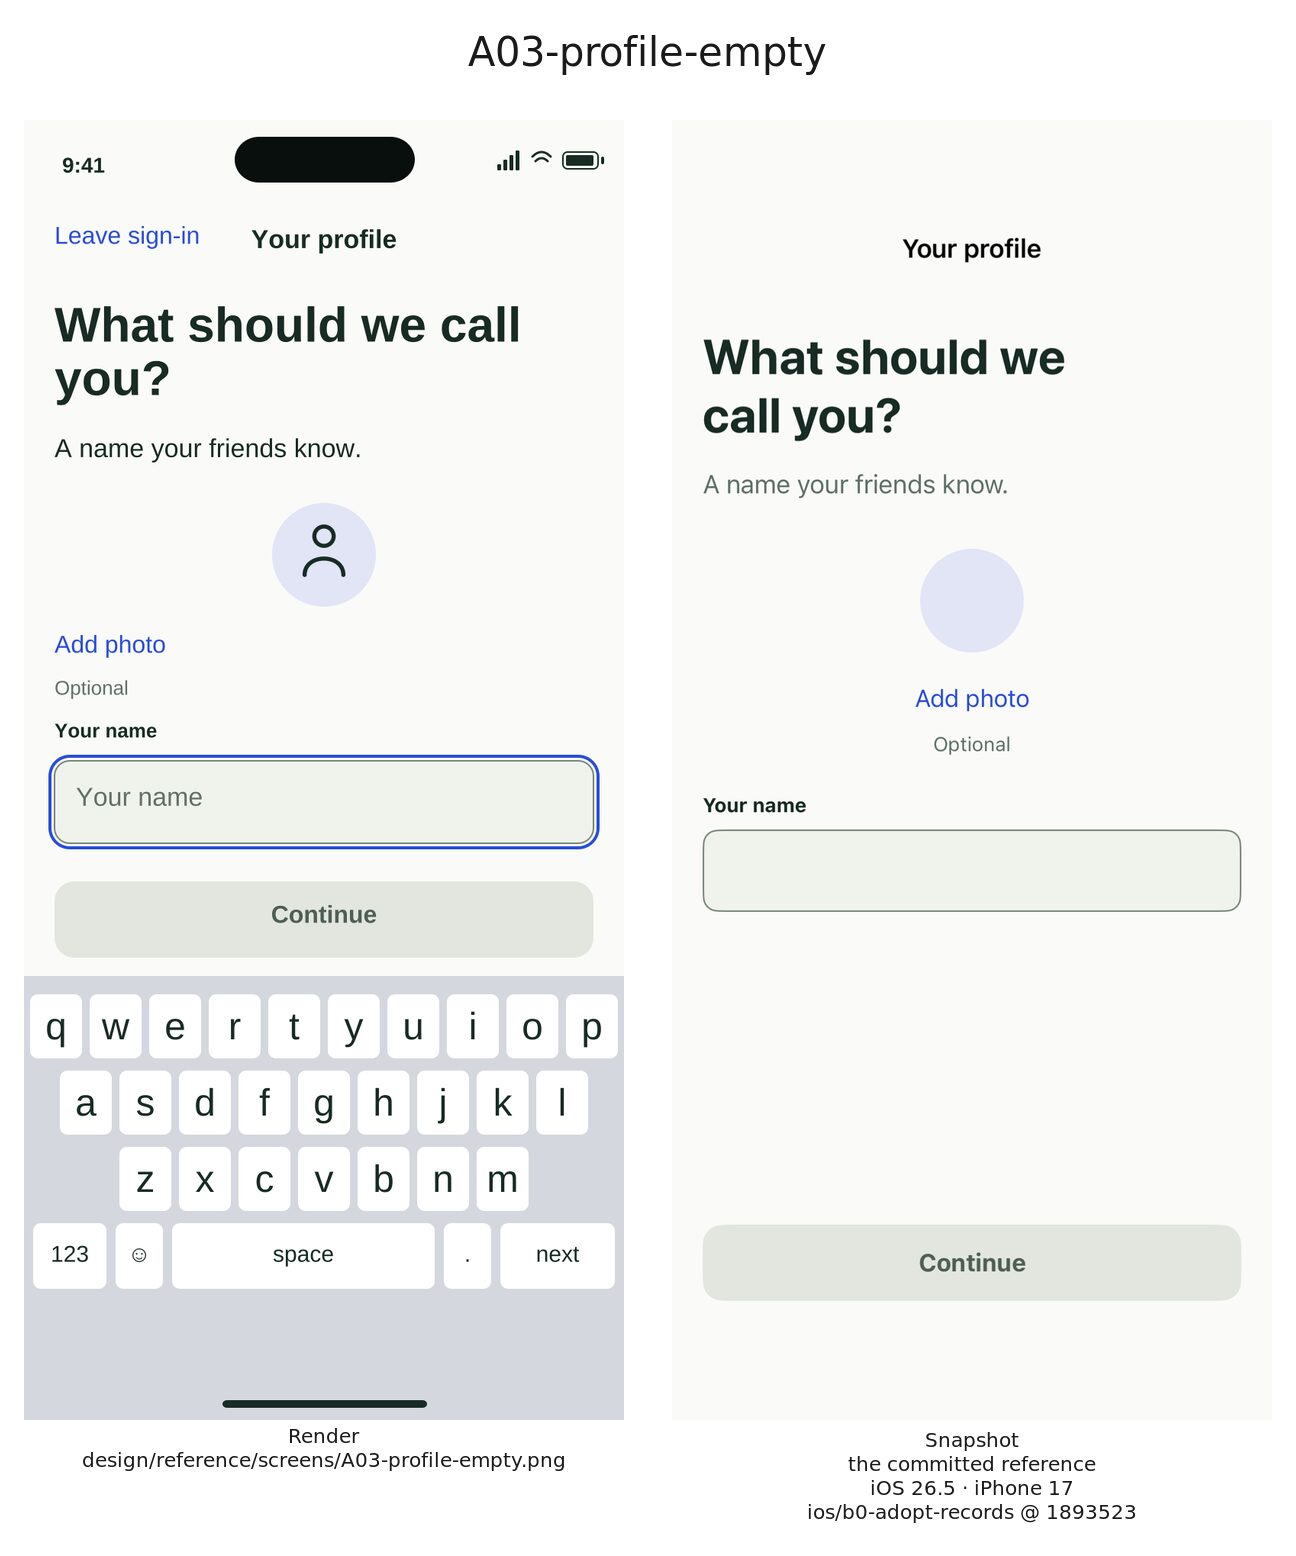 A03-profile-empty
9:41
Leave sign-in
Your profile
What should we call
you?
A name your friends know.
Add photo
Optional
Your name
Your name
Continue
q w e r t y u i o p
a s d f g h j k l
z x c v b n m
123 ☺ space . next
Render
design/reference/screens/A03-profile-empty.png
Your profile
What should we
call you?
A name your friends know.
Add photo
Optional
Your name
Continue
Snapshot
the committed reference
iOS 26.5 · iPhone 17
ios/b0-adopt-records @ 1893523